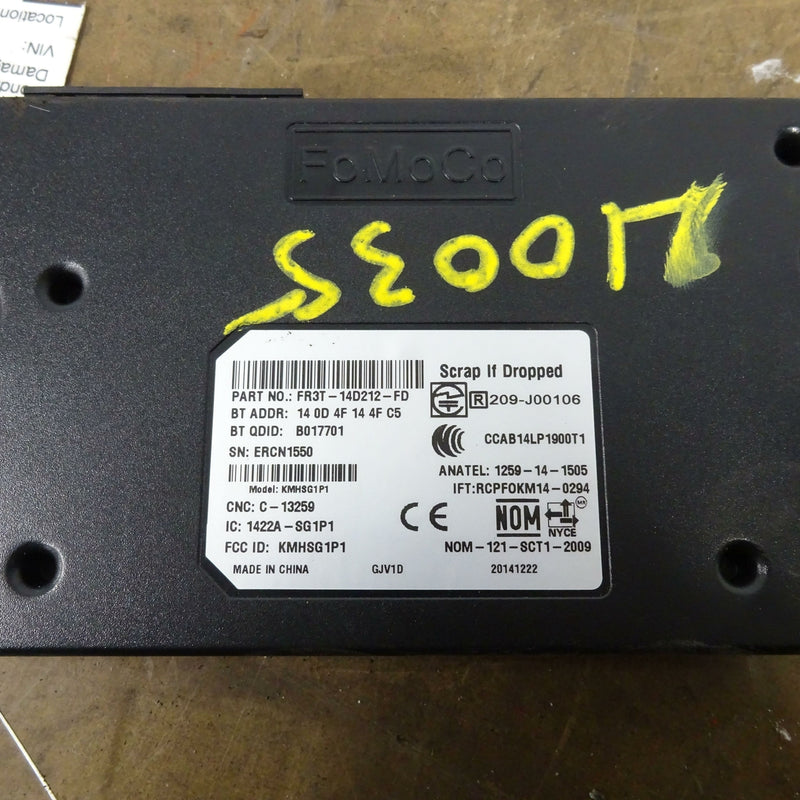 VIN:
Location
FoMoCo
Scrap If Dropped
PART NO.: FR3T-14D212-FD
R 209-J00106
BT ADDR: 14 0D 4F 14 4F C5
BT QDID: B017701
CCAB14LP1900T1
SN: ERCN1550
ANATEL: 1259-14-1505
Model: KMHSG1P1
IFT:RCPFOKM14-0294
CNC: C-13259
CE
NOM
MX
NYCE
IC: 1422A-SG1P1
FCC ID: KMHSG1P1
NOM-121-SCT1-2009
MADE IN CHINA
GJV1D
20141222